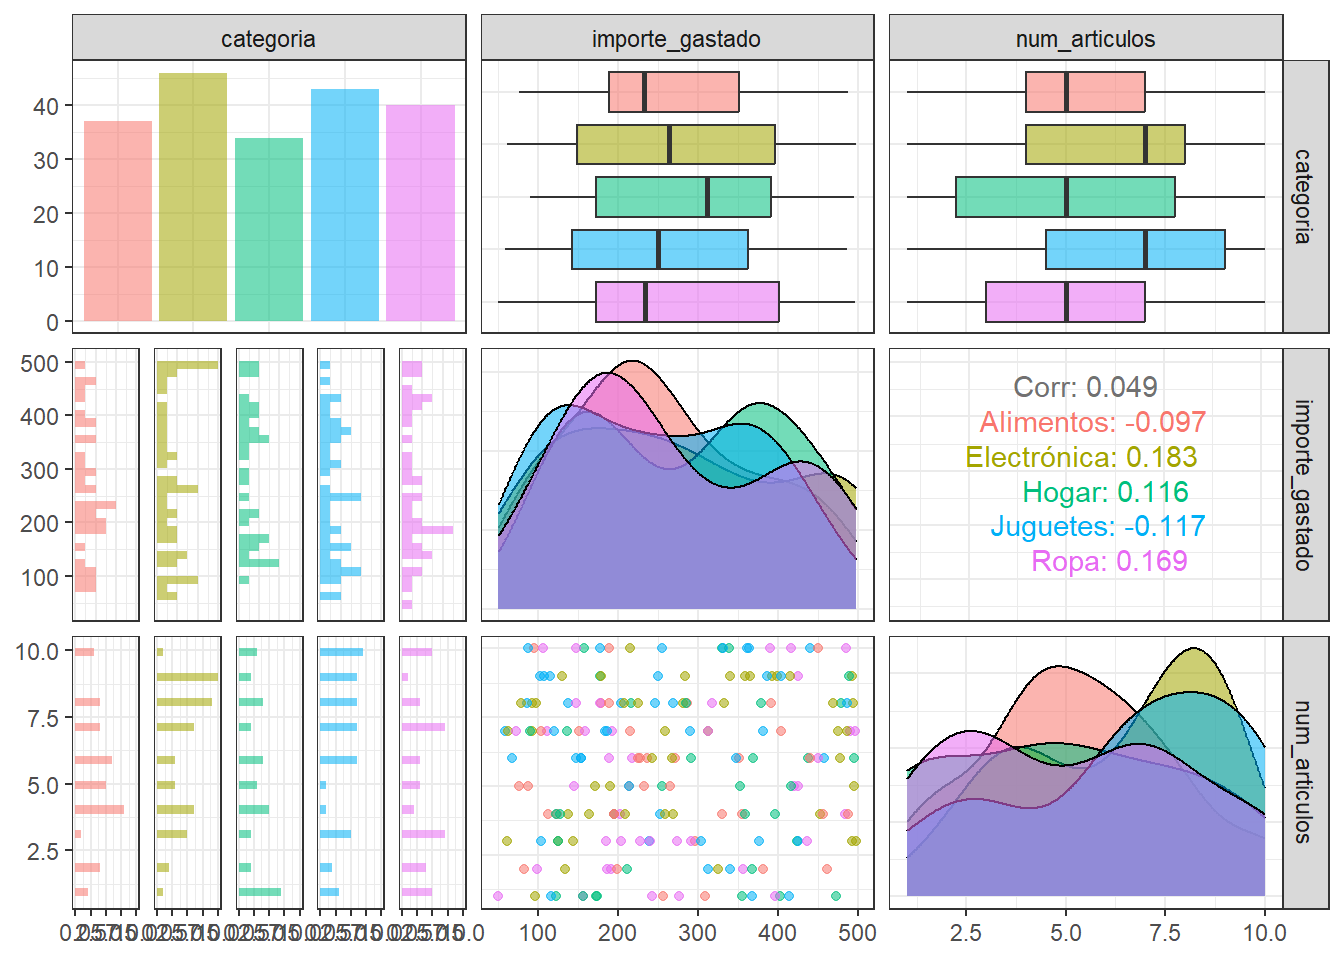 categoria
importe_gastado
num_articulos
40
30
20
10
0
categoria
500
400
300
200
100
Corr: 0.049
Alimentos: -0.097
Electrónica: 0.183
Hogar: 0.116
Juguetes: -0.117
Ropa: 0.169
importe_gastado
10.0
7.5
5.0
2.5
num_articulos
100 200 300 400 500
2.5 5.0 7.5 10.0